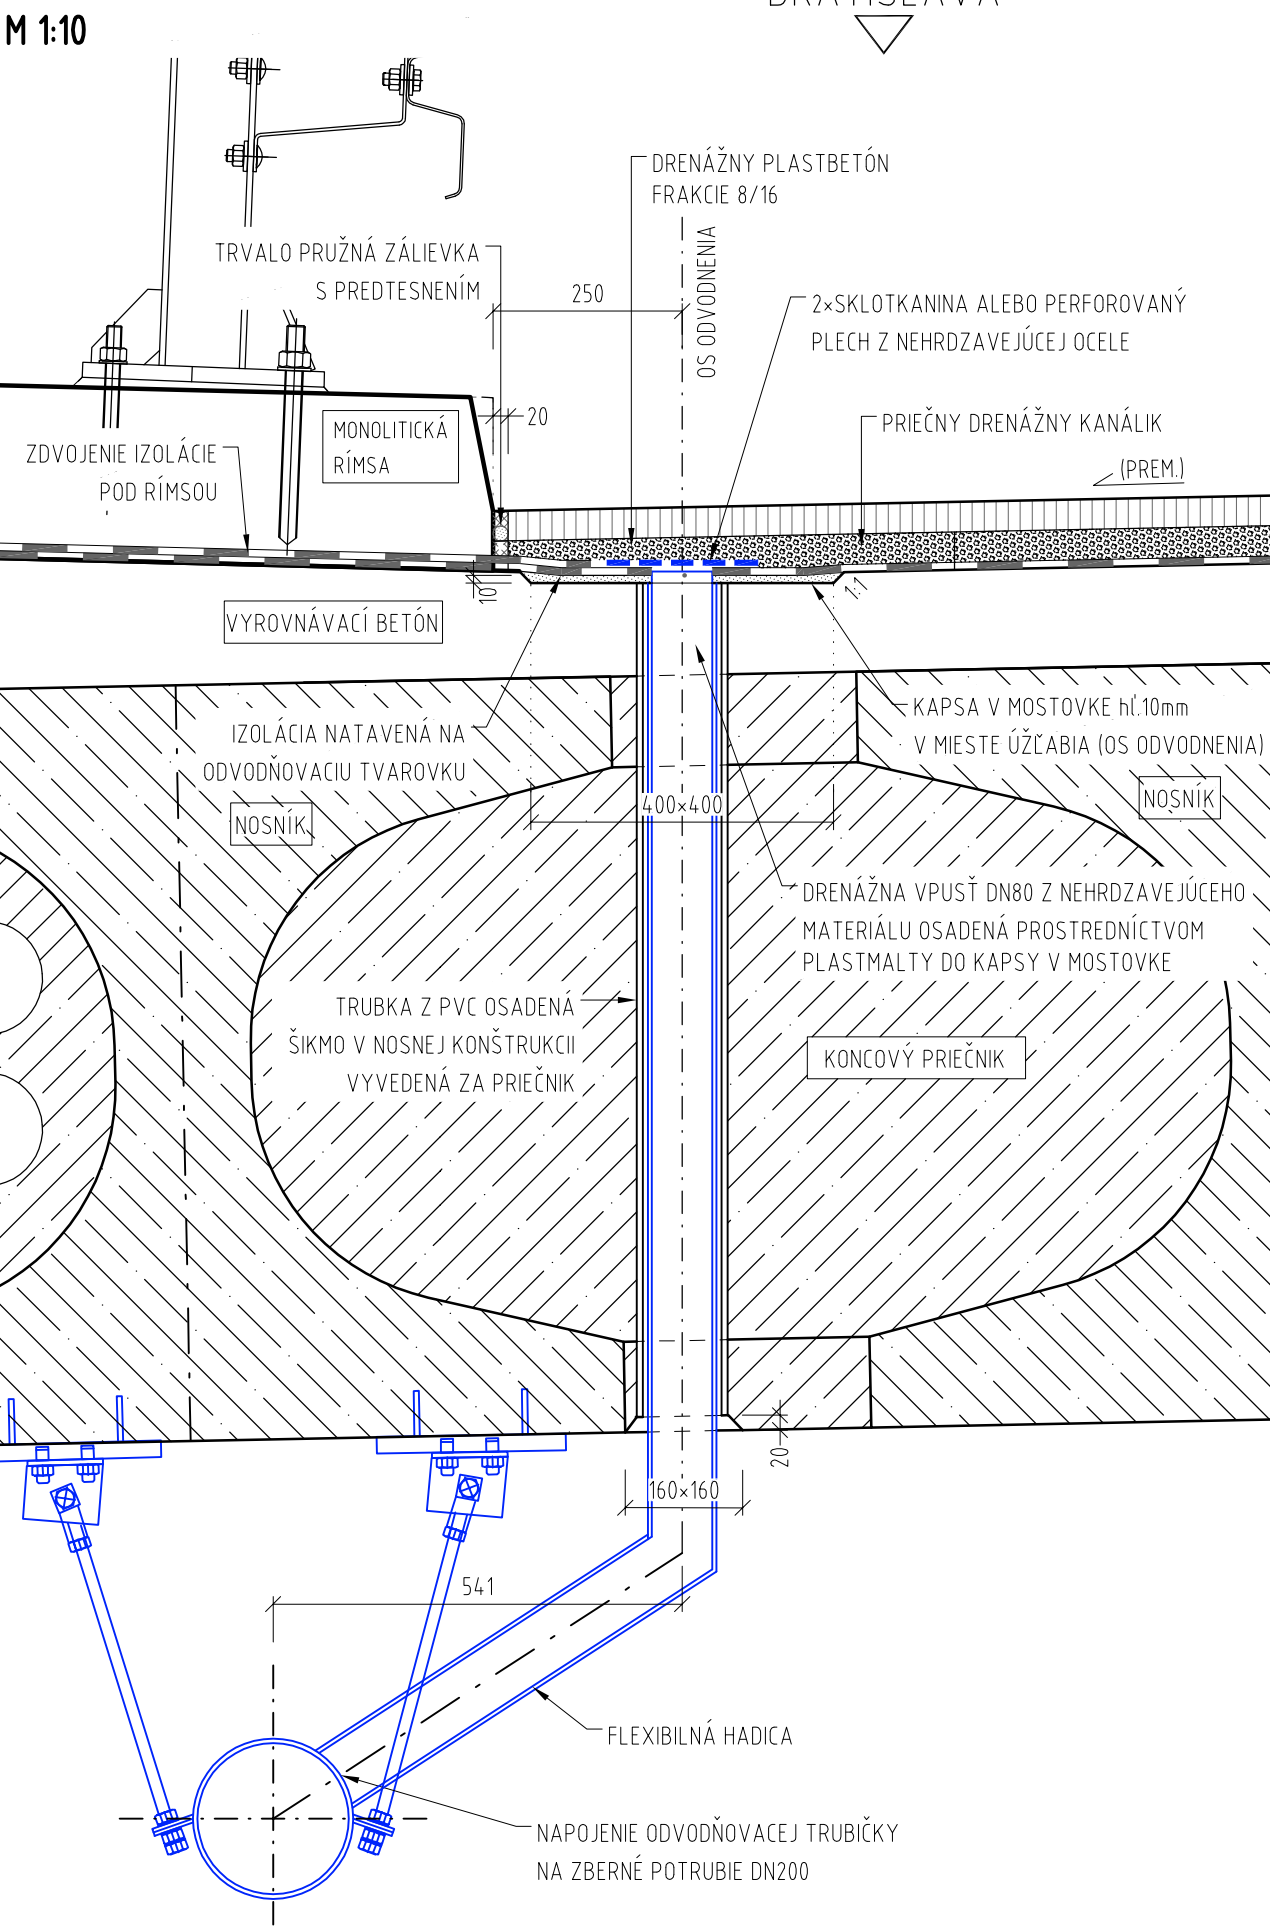 BRATISLAVA
M 1:10
DRENÁŽNY PLASTBETÓN
FRAKCIE 8/16
TRVALO PRUŽNÁ ZÁLIEVKA
S PREDTESNENÍM
250
OS ODVODNENIA
2×SKLOTKANINA ALEBO PERFOROVANÝ
PLECH Z NEHRDZAVEJÚCEJ OCELE
20
MONOLITICKÁ
RÍMSA
PRIEČNY DRENÁŽNY KANÁLIK
ZDVOJENIE IZOLÁCIE
POD RÍMSOU
(PREM.)
10
1:1
VYROVNÁVACÍ BETÓN
KAPSA V MOSTOVKE hĺ.10mm
V MIESTE ÚŽĽABIA (OS ODVODNENIA)
IZOLÁCIA NATAVENÁ NA
ODVODŇOVACIU TVAROVKU
NOSNÍK
400×400
NOSNÍK
DRENÁŽNA VPUSŤ DN80 Z NEHRDZAVEJÚCEHO
MATERIÁLU OSADENÁ PROSTREDNÍCTVOM
PLASTMALTY DO KAPSY V MOSTOVKE
TRUBKA Z PVC OSADENÁ
ŠIKMO V NOSNEJ KONŠTRUKCII
VYVEDENÁ ZA PRIEČNIK
KONCOVÝ PRIEČNIK
20
160×160
541
FLEXIBILNÁ HADICA
NAPOJENIE ODVODŇOVACEJ TRUBIČKY
NA ZBERNÉ POTRUBIE DN200